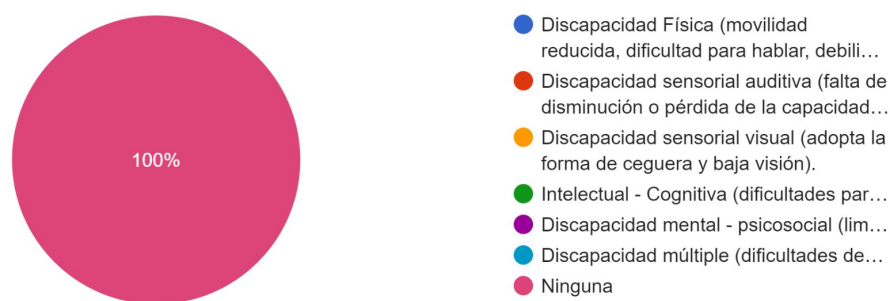 100%
Discapacidad Física (movilidad
reducida, dificultad para hablar, debili…
Discapacidad sensorial auditiva (falta de
disminución o pérdida de la capacidad…
Discapacidad sensorial visual (adopta la
forma de ceguera y baja visión).
Intelectual - Cognitiva (dificultades par…
Discapacidad mental - psicosocial (lim…
Discapacidad múltiple (dificultades de…
Ninguna